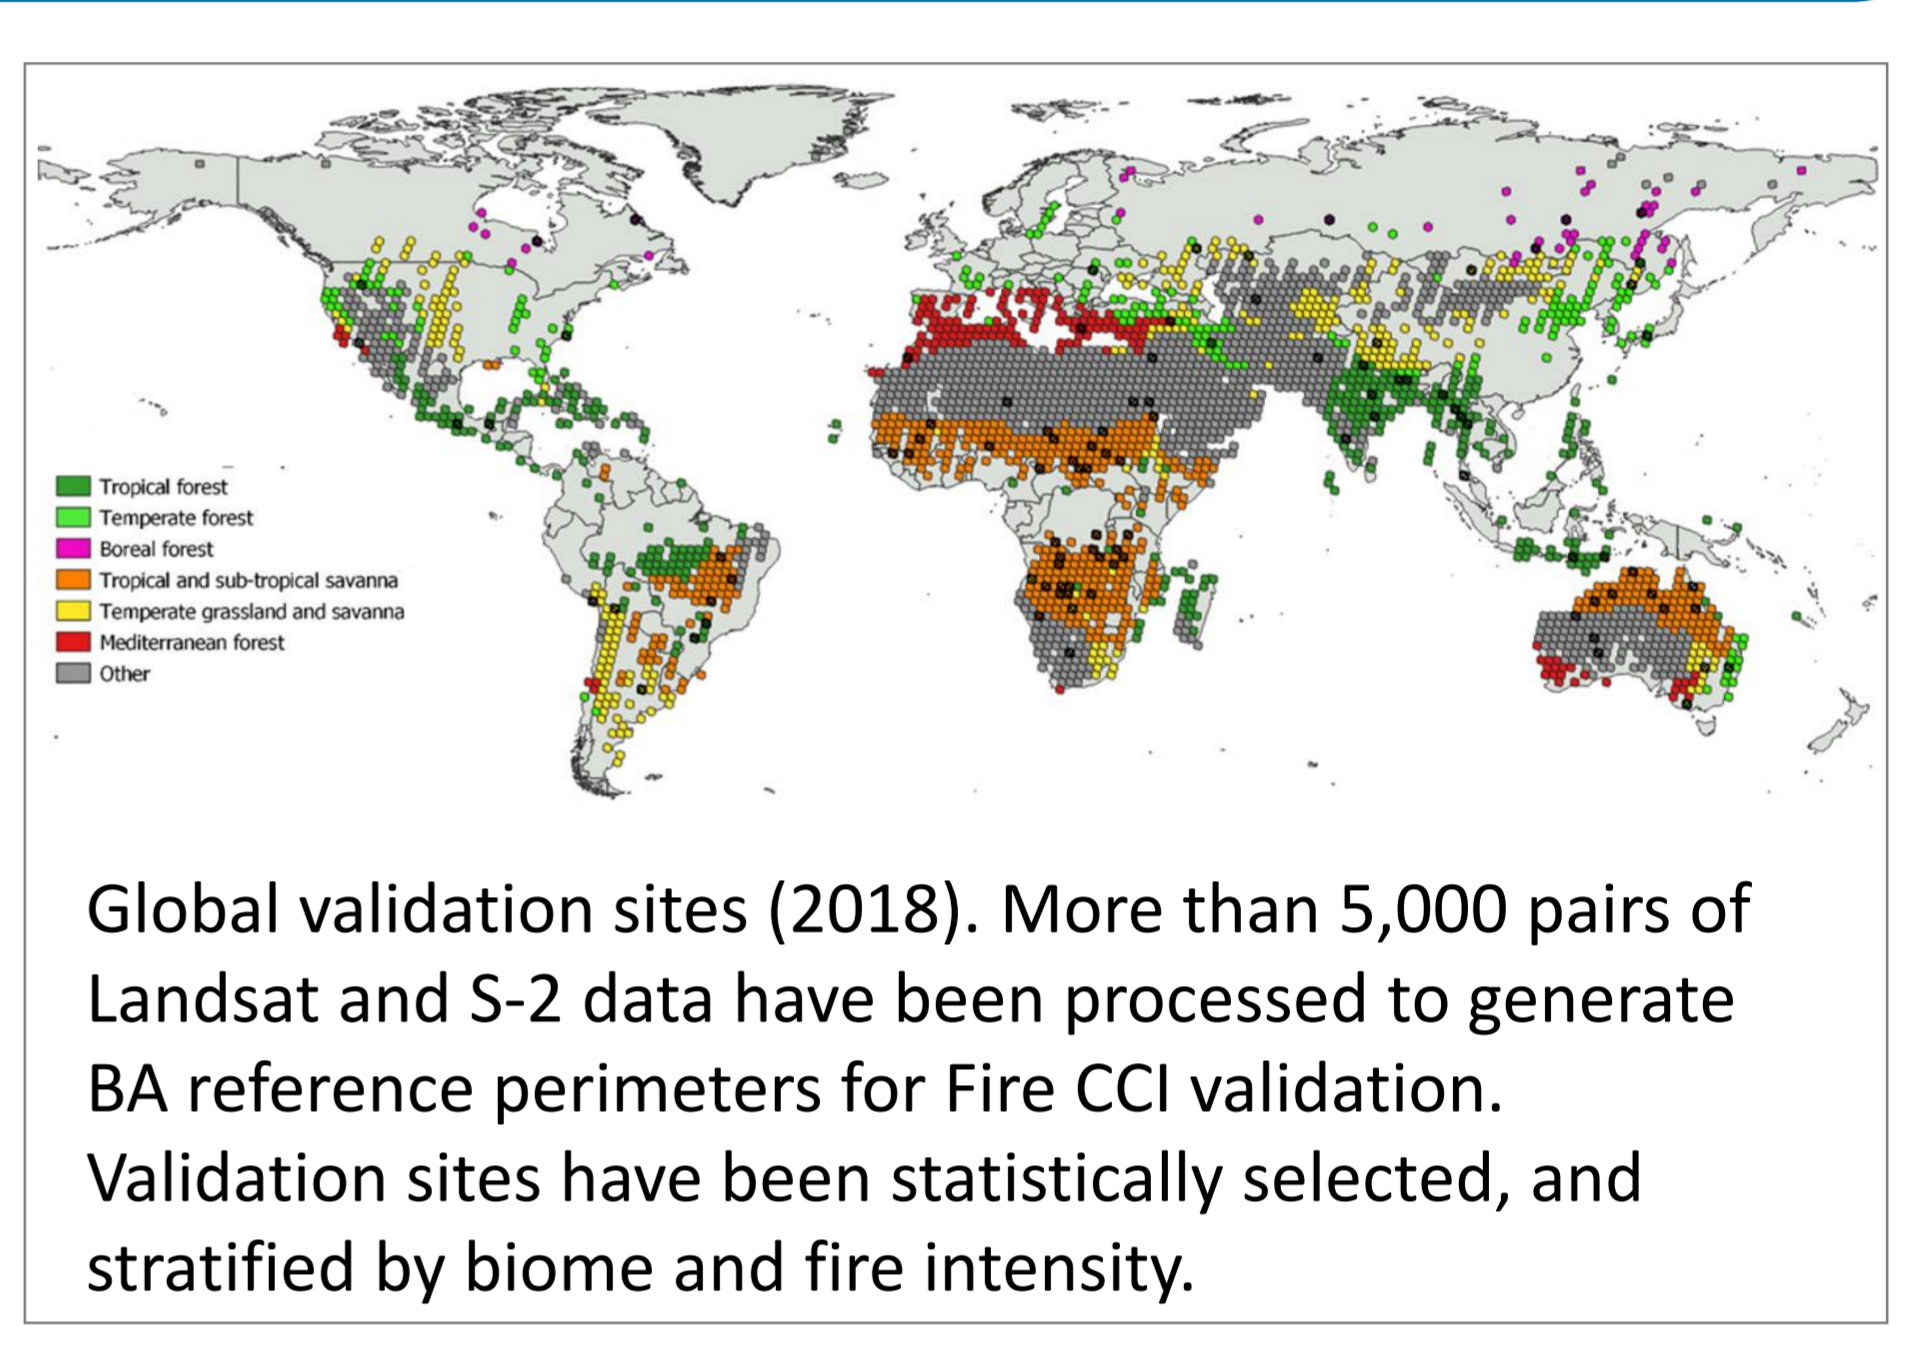 Tropical forest
Temperate forest
Boreal forest
Tropical and sub-tropical savanna
Temperate grassland and savanna
Mediterranean forest
Other
Global validation sites (2018). More than 5,000 pairs of
Landsat and S-2 data have been processed to generate
BA reference perimeters for Fire CCI validation.
Validation sites have been statistically selected, and
stratified by biome and fire intensity.